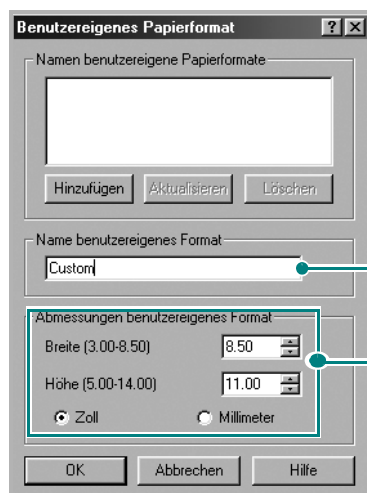 Benutzereigenes Papierformat
Namen benutzereigene Papierformate
Hinzufügen Aktualisieren Löschen
Name benutzereigenes Format
Custom
Abmessungen benutzereigenes Format
Breite (3.00-8.50) 8.50
Höhe (5.00-14.00) 11.00
Zoll Millimeter
OK Abbrechen Hilfe